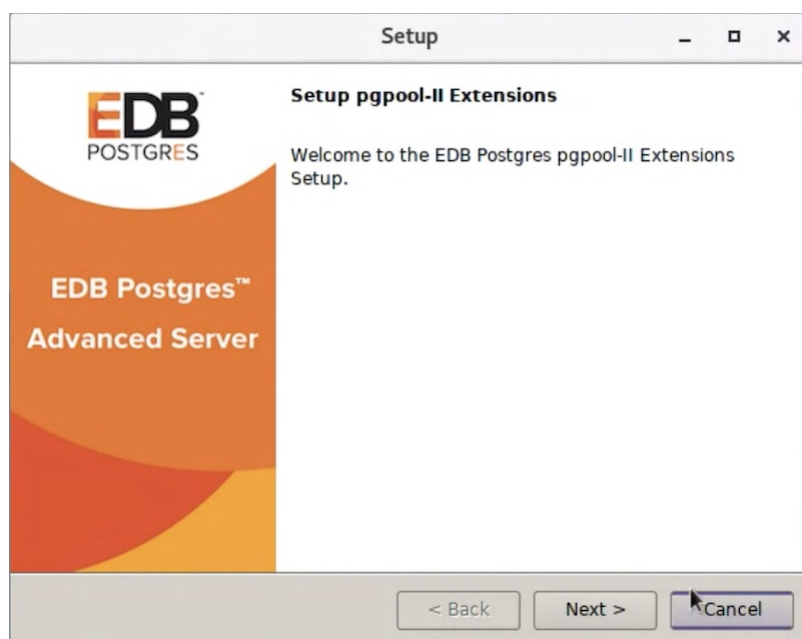 Setup
EDB
POSTGRES
Setup pgpool-II Extensions
Welcome to the EDB Postgres pgpool-II Extensions
Setup.
EDB Postgres™
Advanced Server
< Back
Next >
Cancel